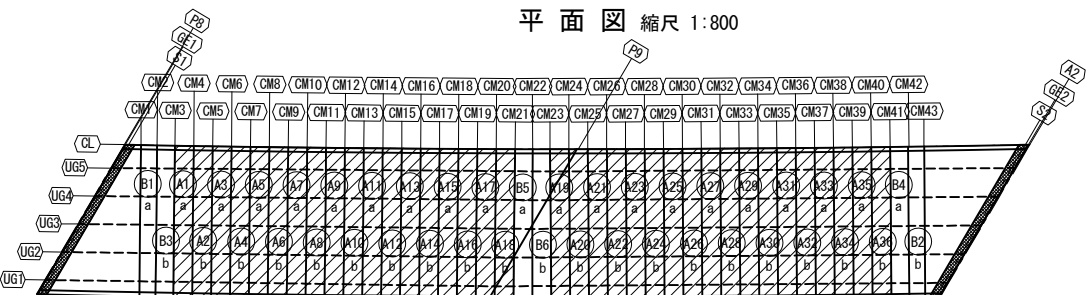 平面図 縮尺 1:800
P8
GE1
S1
P9
A2
GE2
S2
CM2 CM4 CM6 CM8 CM10 CM12 CM14 CM16 CM18 CM20 CM22 CM24 CM26 CM28 CM30 CM32 CM34 CM36 CM38 CM40 CM42
CM1 CM3 CM5 CM7 CM9 CM11 CM13 CM15 CM17 CM19 CM21 CM23 CM25 CM27 CM29 CM31 CM33 CM35 CM37 CM39 CM41 CM43
CL
UG5
UG4
UG3
UG2
UG1
B1 A1 A3 A5 A7 A9 A11 A13 A15 A17 B5 A19 A21 A23 A25 A27 A29 A31 A33 A35 B4
a a a a a a a a a a a a a a a a a a a a a
B3 A2 A4 A6 A8 A10 A12 A14 A16 A18 B6 A20 A22 A24 A26 A28 A30 A32 A34 A36 B2
b b b b b b b b b b b b b b b b b b b b b